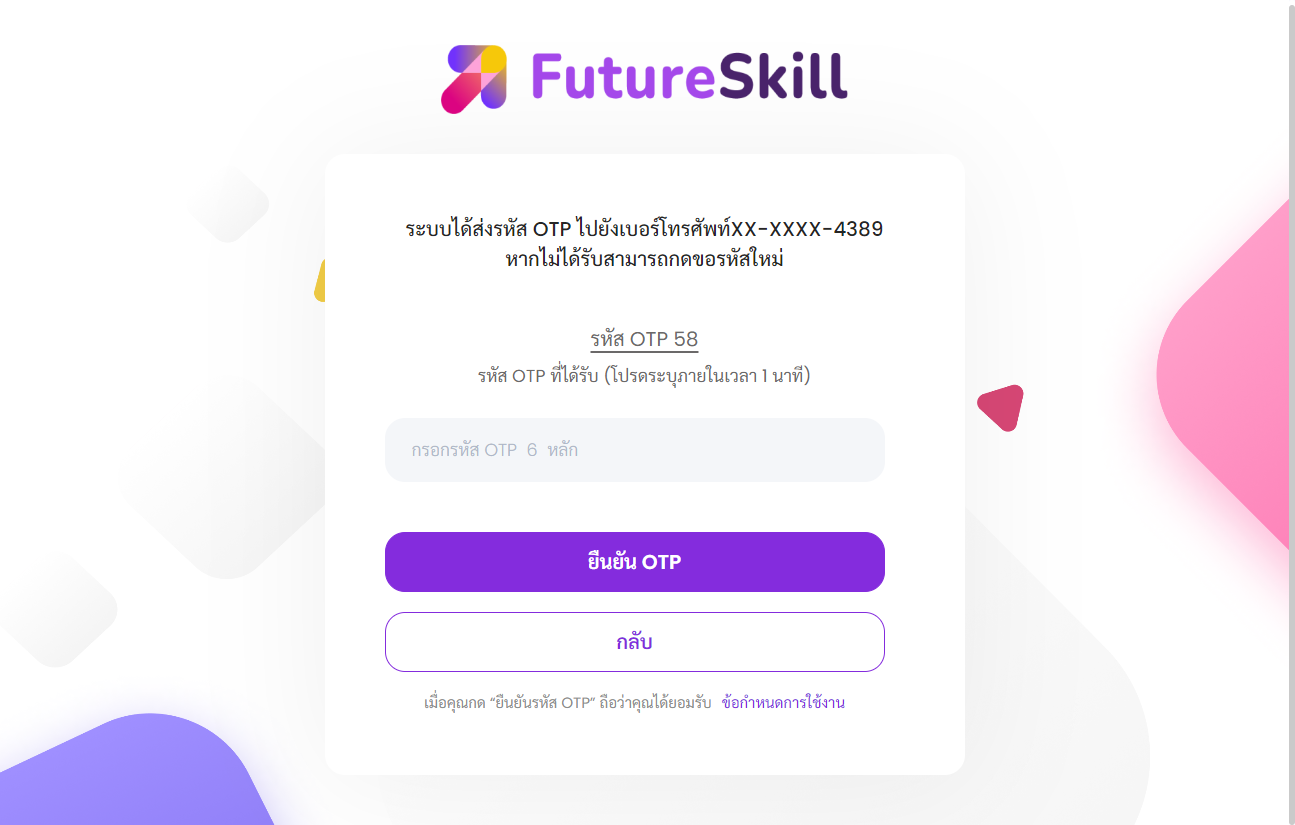 FutureSkill
ระบบได้ส่งรหัส OTP ไปยังเบอร์โทรศัพท์XX-XXXX-4389
หากไม่ได้รับสามารถกดขอรหัสใหม่
รหัส OTP 58
รหัส OTP ที่ได้รับ (โปรดระบุภายในเวลา 1 นาที)
กรอกรหัส OTP 6 หลัก
ยืนยัน OTP
กลับ
เมื่อคุณกด “ยืนยันรหัส OTP” ถือว่าคุณได้ยอมรับ ข้อกำหนดการใช้งาน